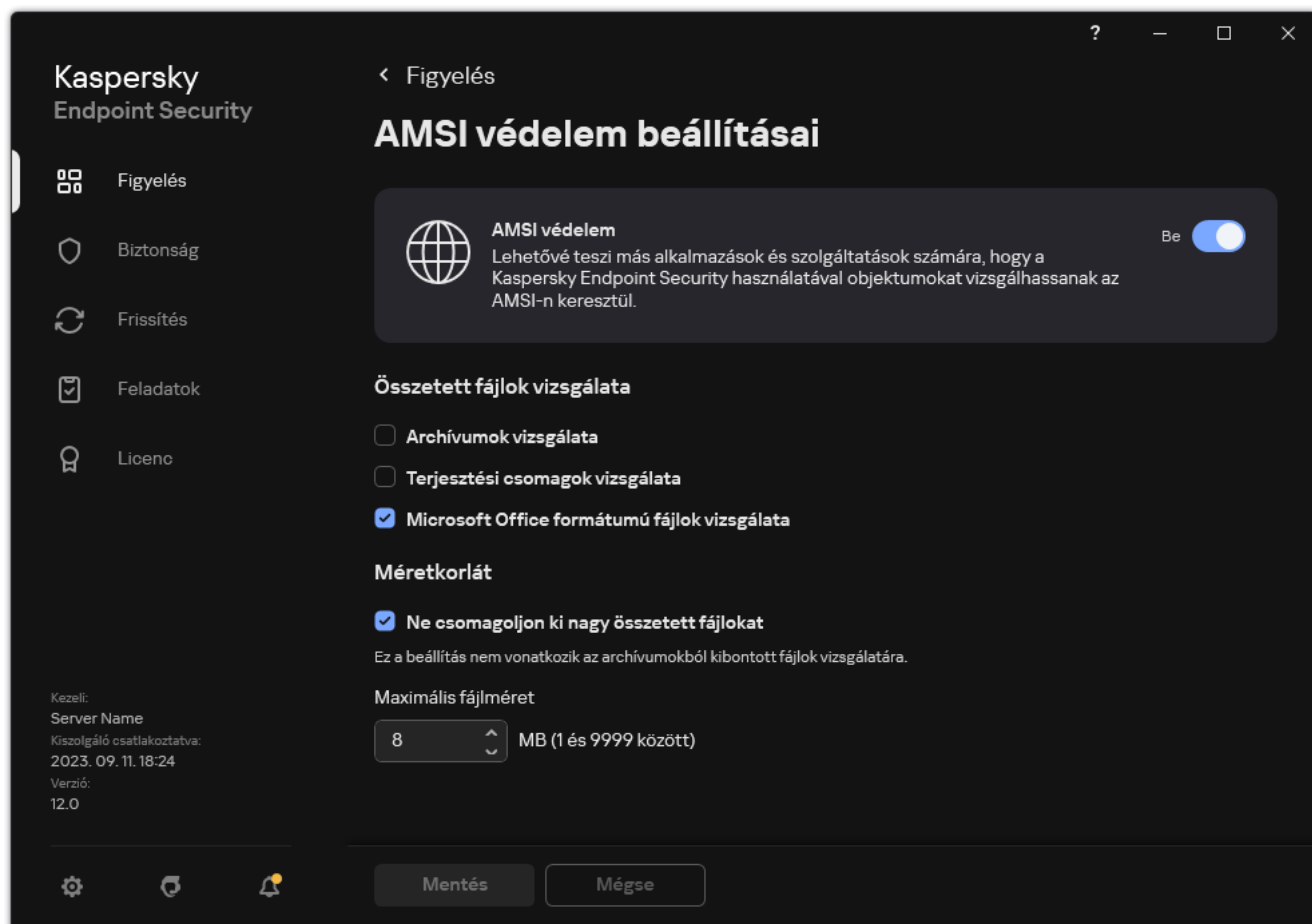 ?
Kaspersky
Endpoint Security
Figyelés
Biztonság
Frissítés
Feladatok
Licenc
Kezeli:
Server Name
Kiszolgáló csatlakoztatva:
2023. 09. 11. 18:24
Verzió:
12.0
Figyelés
AMSI védelem beállításai
AMSI védelem
Lehetővé teszi más alkalmazások és szolgáltatások számára, hogy a
Kaspersky Endpoint Security használatával objektumokat vizsgálhassanak az
AMSI-n keresztül.
Be
Összetett fájlok vizsgálata
Archívumok vizsgálata
Terjesztési csomagok vizsgálata
Microsoft Office formátumú fájlok vizsgálata
Méretkorlát
Ne csomagoljon ki nagy összetett fájlokat
Ez a beállítás nem vonatkozik az archívumokból kibontott fájlok vizsgálatára.
Maximális fájlméret
8 MB (1 és 9999 között)
Mentés Mégse